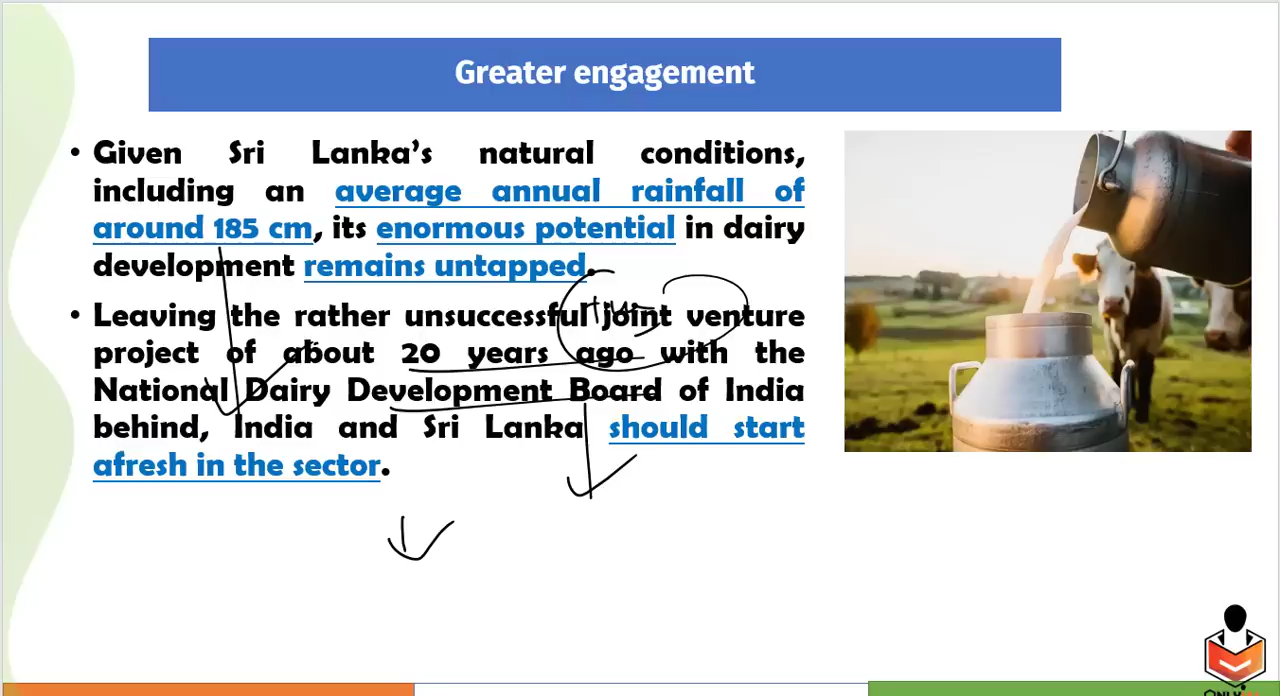 Greater engagement
• Given Sri Lanka's natural conditions,
including an average annual rainfall of
around 185 cm, its enormous potential in dairy
development remains untapped.
• Leaving the rather unsuccessful joint venture
project of about 20 years ago with the
National Dairy Development Board of India
behind, India and Sri Lanka should start
afresh in the sector.